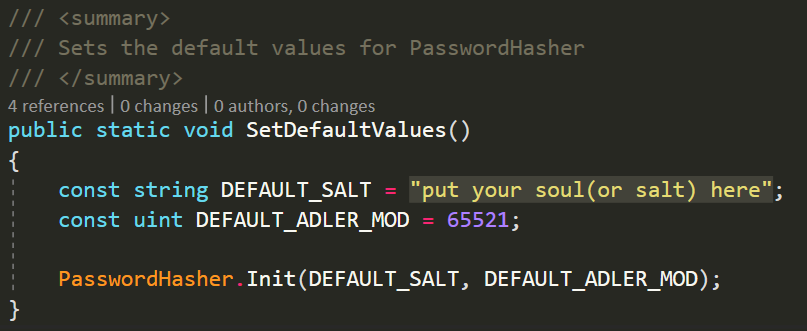 /// <summary>
/// Sets the default values for PasswordHasher
/// </summary>
4 references | 0 changes | 0 authors, 0 changes
public static void SetDefaultValues()
{
const string DEFAULT_SALT = "put your soul(or salt) here";
const uint DEFAULT_ADLER_MOD = 65521;
PasswordHasher.Init(DEFAULT_SALT, DEFAULT_ADLER_MOD);
}